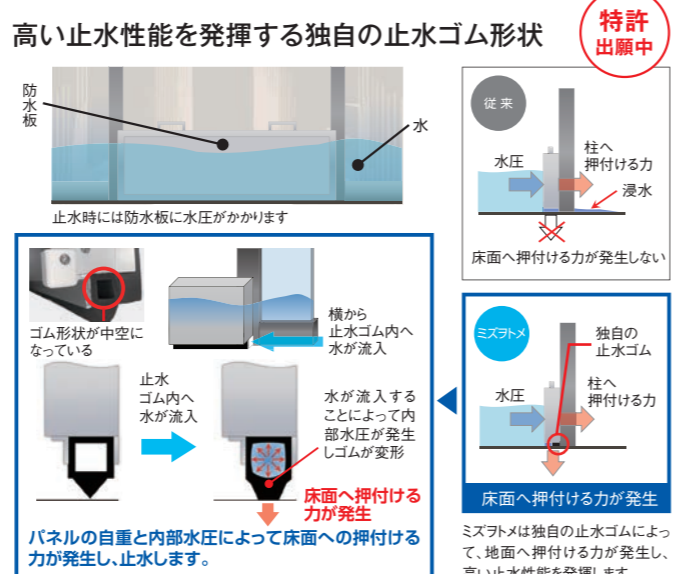 高い止水性能を発揮する独自の止水ゴム形状
特許
出願中
防水板
水
止水時には防水板に水圧がかかります
従来
水圧
柱へ
押付ける力
浸水
床面へ押付ける力が発生しない
ゴム形状が中空に
なっている
横から
止水ゴム内へ
水が流入
止水
ゴム内へ
水が流入
水が流入する
ことによって内
部水圧が発生
しゴムが変形
床面へ押付ける
力が発生
パネルの自重と内部水圧によって床面への押付ける
力が発生し、止水します。
ミズヲトメ
独自の
止水ゴム
水圧
柱へ
押付ける力
床面へ押付ける力が発生
ミズヲトメは独自の止水ゴムによっ
て、地面へ押付ける力が発生し、
高い止水性能を発揮します